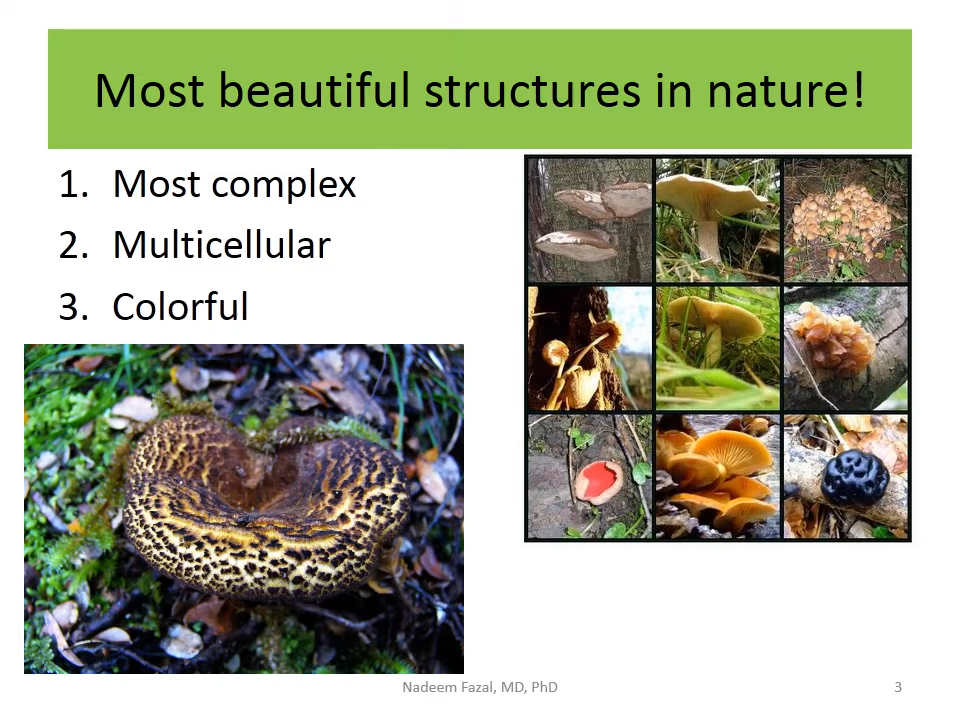 Most beautiful structures in nature!
1. Most complex
2. Multicellular
3. Colorful
Nadeem Fazal, MD, PhD
3